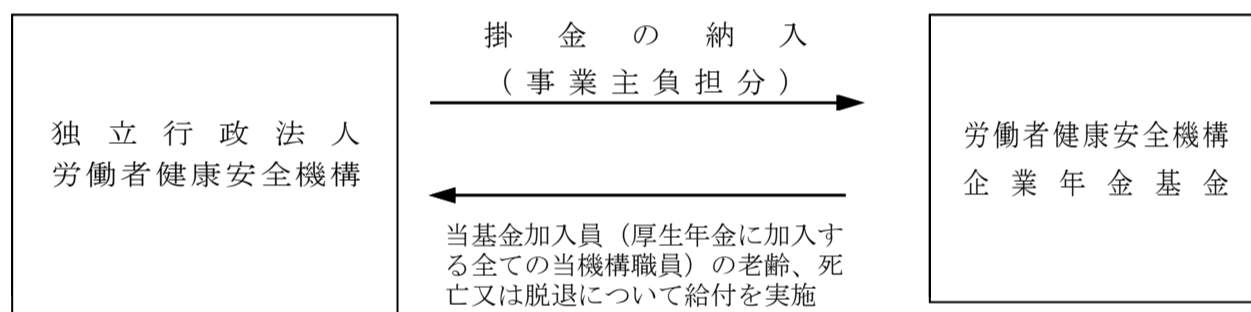 独立行政法人
労働者健康安全機構
掛金の納入
（事業主負担分）
当基金加入員（厚生年金に加入す
る全ての当機構職員）の老齢、死
亡又は脱退について給付を実施
労働者健康安全機構
企業年金基金